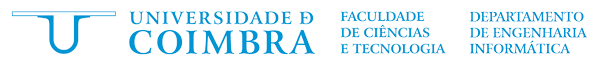 UNIVERSIDADE Đ
COIMBRA
FACULDADE
DE CIÊNCIAS
E TECNOLOGIA
DEPARTAMENTO
DE ENGENHARIA
INFORMÁTICA